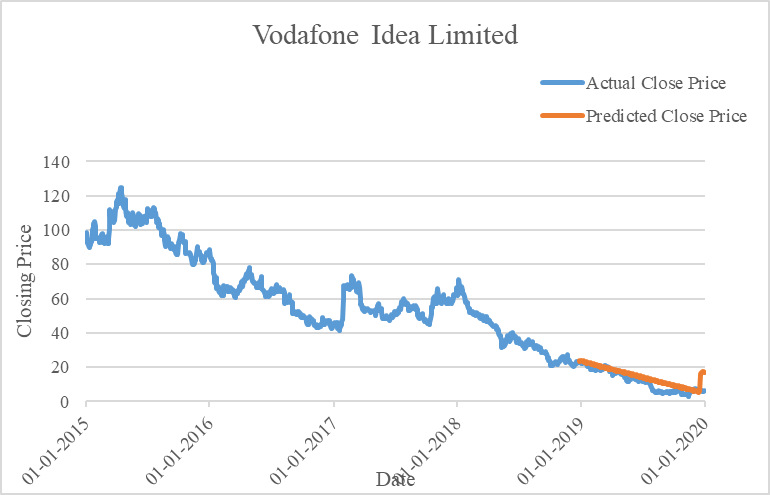 Vodafone Idea Limited
Actual Close Price
Predicted Close Price
140
120
100
80
60
40
20
0
Closing Price
01-01-2015
01-01-2016
01-01-2017
01-01-2018
01-01-2019
01-01-2020
Date